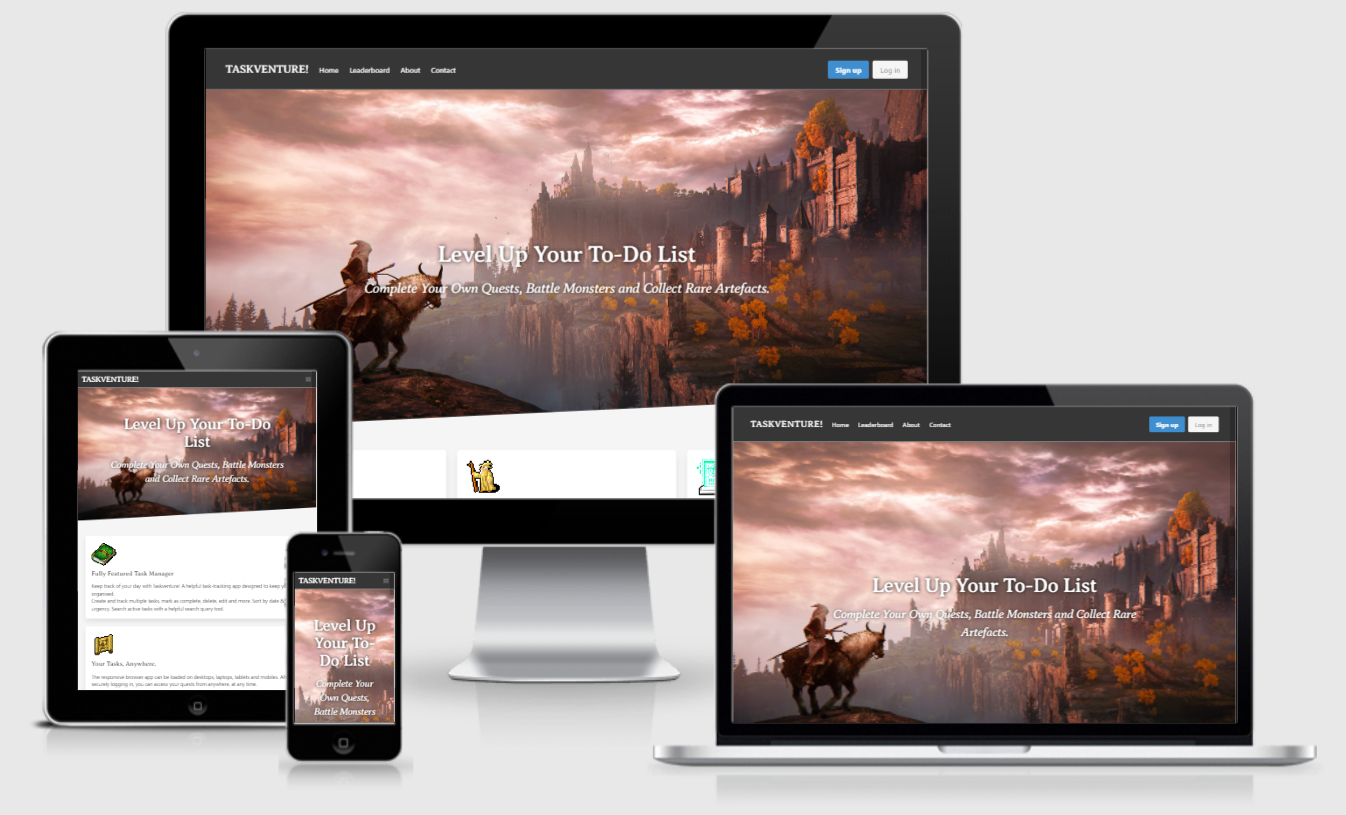 TASKVENTURE! Home Leaderboard About Contact Sign up Log in
Level Up Your To-Do List
Complete Your Own Quests, Battle Monsters and Collect Rare Artefacts.
TASKVENTURE!
Level Up Your To-Do
List
Complete Your Own Quests, Battle Monsters
and Collect Rare Artefacts.
Fully Featured Task Manager
Keep track of your day with Taskventure! A helpful task-tracking app designed to keep
organised.
Create and track multiple tasks, mark as complete, delete, edit and more. Sort by date
urgency. Search active tasks with a helpful search query tool.
Your Tasks, Anywhere.
The responsive browser app can be loaded on desktops, laptops, tablets and mobiles.
securely logging in, you can access your quests from anywhere, at any time.
TASKVENTURE!
Level Up
Your To-
Do List
Complete Your
Own Quests,
Battle Monsters
TASKVENTURE! Home Leaderboard About Contact Sign up Log in
Level Up Your To-Do List
Complete Your Own Quests, Battle Monsters and Collect Rare
Artefacts.